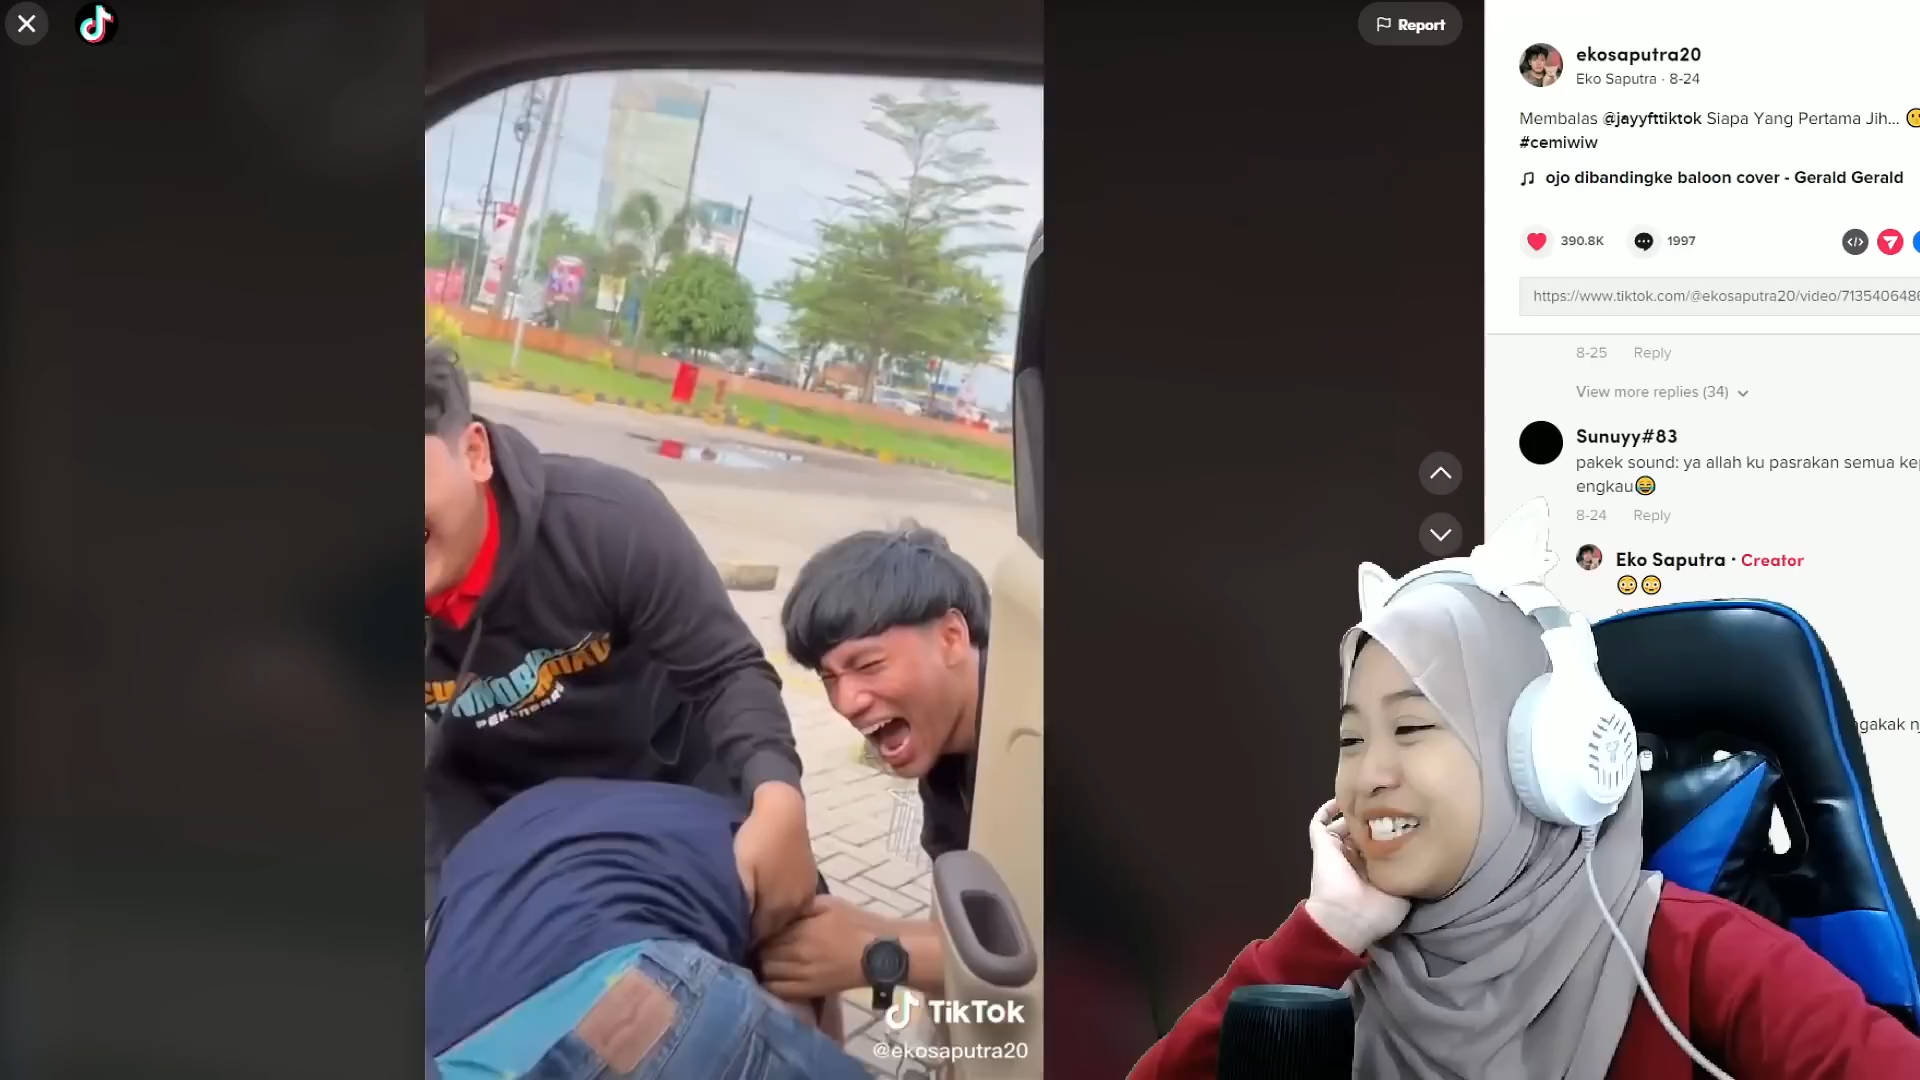 Report
ekosaputra20
Eko Saputra · 8-24
Membalas @jayyfttiktok Siapa Yang Pertama Jih...
#cemiwiw
ojo dibandingke baloon cover - Gerald Gerald
390.8K
1997
https://www.tiktok.com/@ekosaputra20/video/7135406486
8-25 Reply
View more replies (34)
Sunuyy#83
pakek sound: ya allah ku pasrakan semua
engkau😂
8-24 Reply
Eko Saputra · Creator
😳😳
TikTok
@ekosaputra20